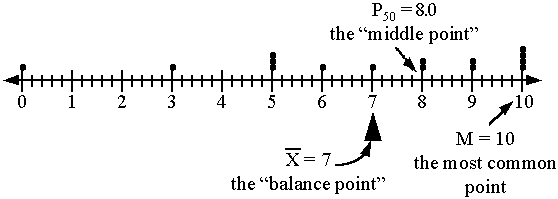 P50 = 8.0
the “middle point”
0 1 2 3 4 5 6 7 8 9 10
X̅ = 7
the “balance point”
M = 10
the most common
point